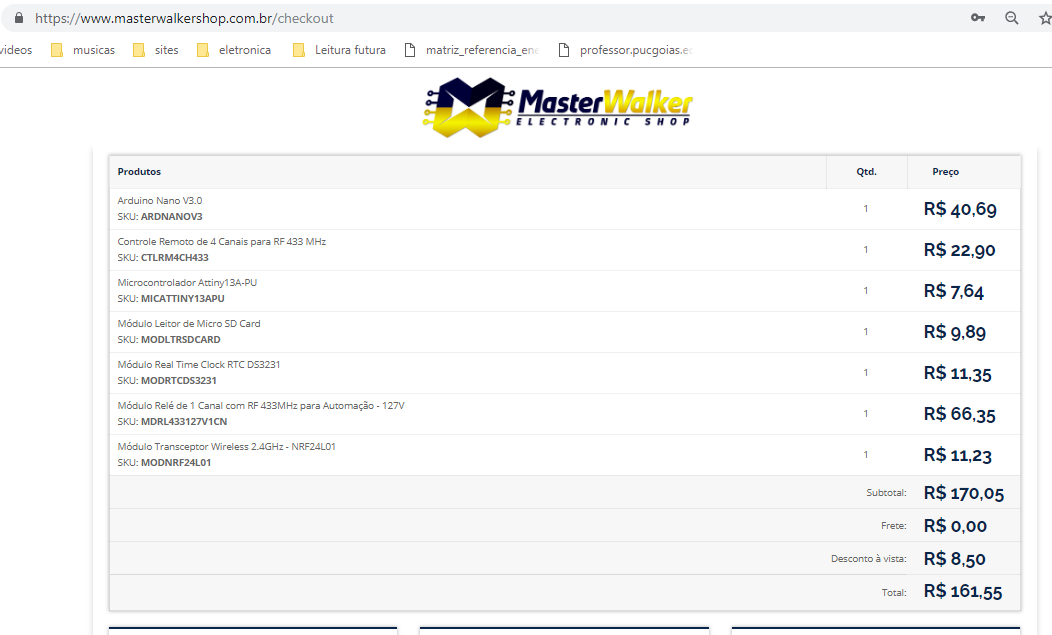 https://www.masterwalkershop.com.br/checkout
videos musicas sites eletronica Leitura futura matriz_referencia_ene professor.pucgoias.ec
MasterWalker
ELECTRONIC SHOP
Produtos Qtd. Preço
Arduino Nano V3.0
SKU: ARDNANOV3 1 R$ 40,69
Controle Remoto de 4 Canais para RF 433 MHz
SKU: CTLRM4CH433 1 R$ 22,90
Microcontrolador Attiny13A-PU
SKU: MICATTINY13APU 1 R$ 7,64
Módulo Leitor de Micro SD Card
SKU: MODLTRSDCARD 1 R$ 9,89
Módulo Real Time Clock RTC DS3231
SKU: MODRTCDS3231 1 R$ 11,35
Módulo Relé de 1 Canal com RF 433MHz para Automação - 127V
SKU: MDRL433127V1CN 1 R$ 66,35
Módulo Transceptor Wireless 2.4GHz - NRF24L01
SKU: MODNRF24L01 1 R$ 11,23
Subtotal: R$ 170,05
Frete: R$ 0,00
Desconto à vista: R$ 8,50
Total: R$ 161,55